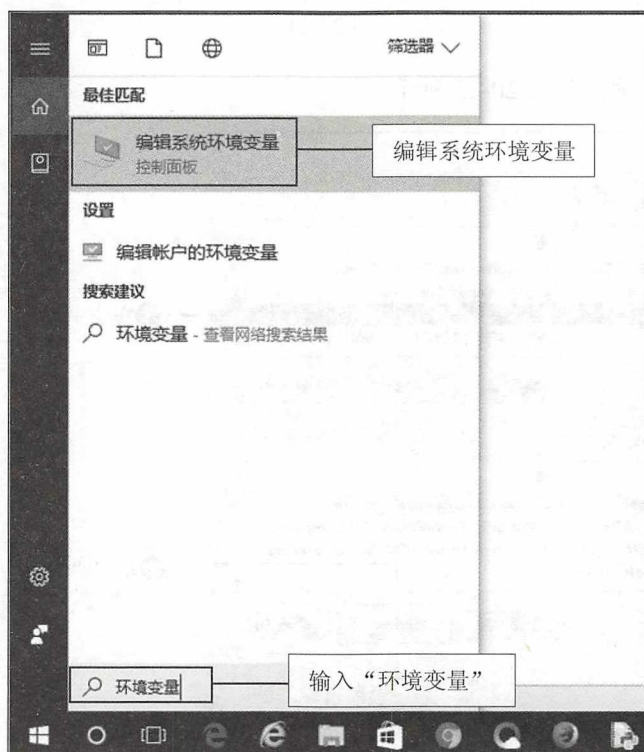 筛选器
最佳匹配
编辑系统环境变量
控制面板
编辑系统环境变量
设置
编辑帐户的环境变量
搜索建议
环境变量 - 查看网络搜索结果
环境变量
输入“环境变量”